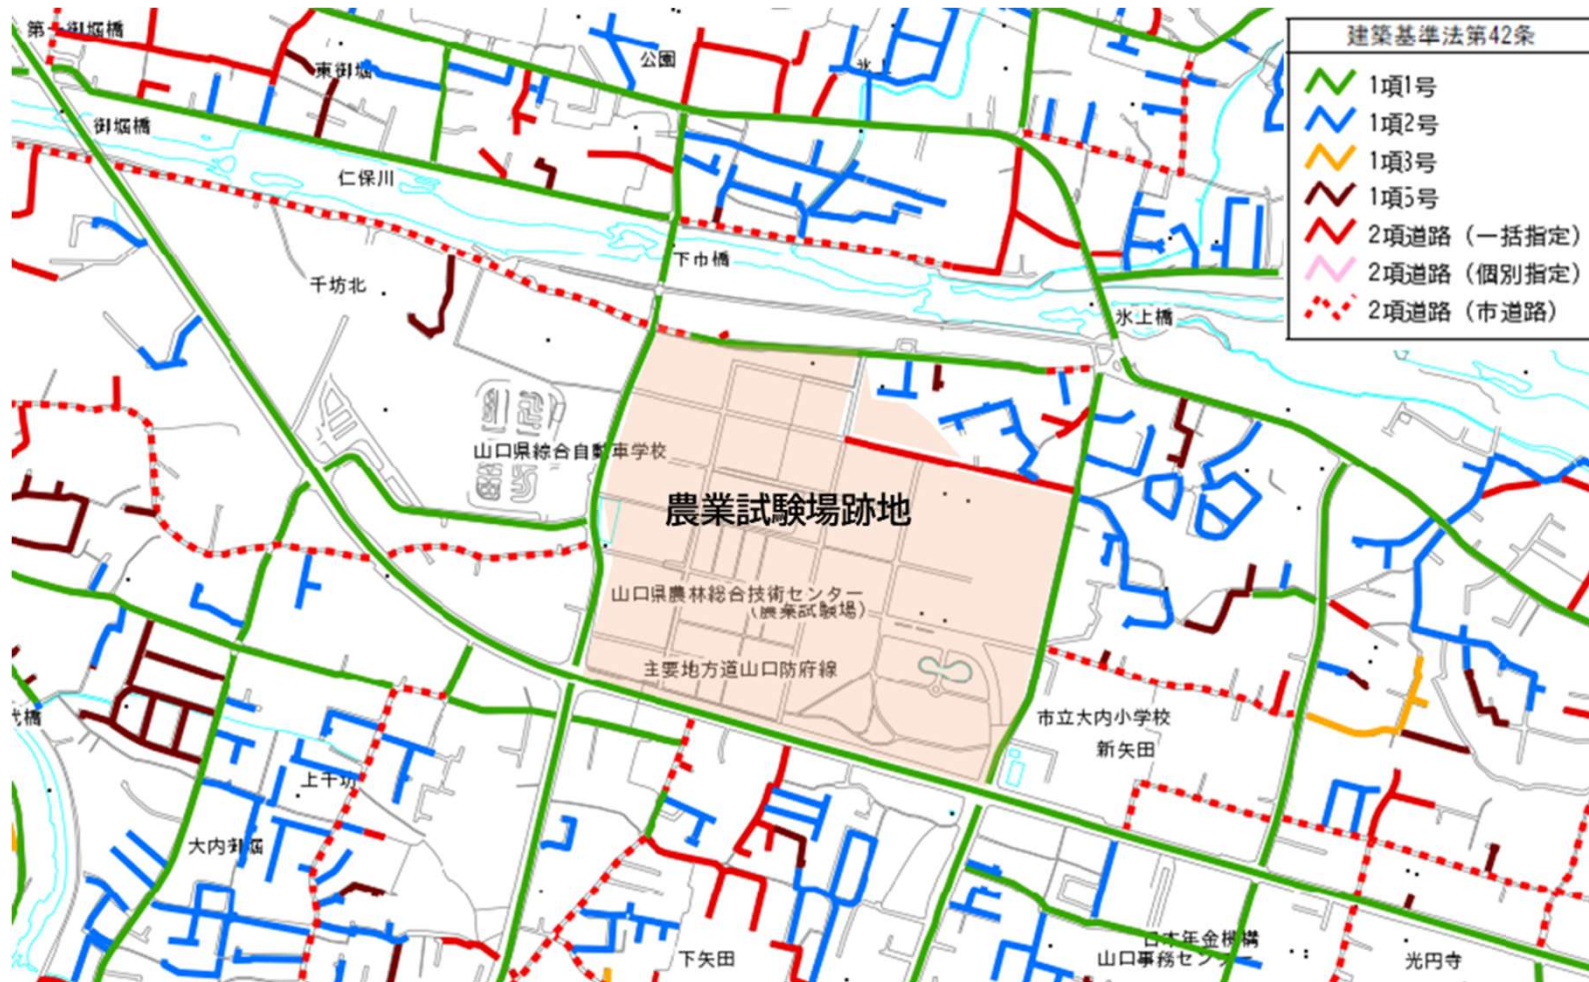 第一御堀橋
東御堀
公園
氷上
建築基準法第42条
1項1号
1項2号
1項3号
1項5号
2項道路（一括指定）
2項道路（個別指定）
2項道路（市道路）
御堀橋
仁保川
下市橋
千坊北
氷上橋
山口県綜合自動車学校
農業試験場跡地
山口県農林総合技術センター
（農業試験場）
主要地方道山口防府線
市立大内小学校
新矢田
上千坊
大内御堀
下矢田
日本年金機構
山口事務センター
光円寺